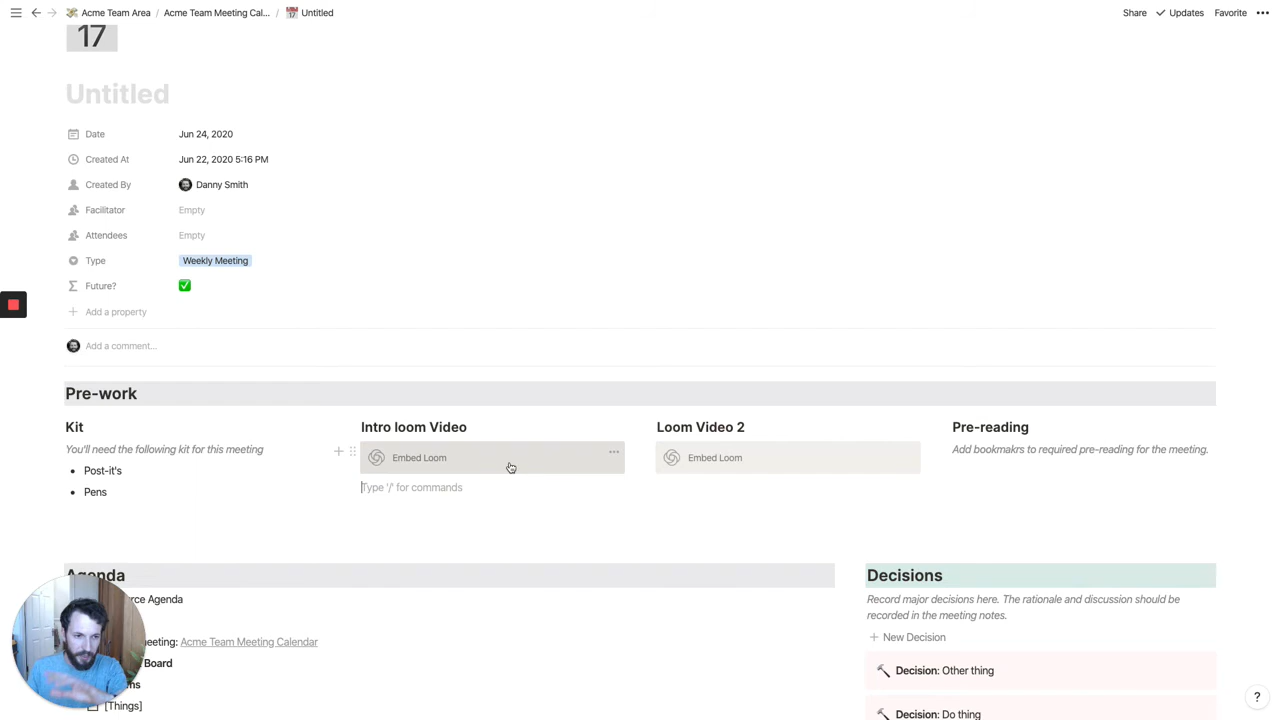 Acme Team Area / Acme Team Meeting Cal... / Untitled
Share Updates Favorite
17
Untitled
Date Jun 24, 2020
Created At Jun 22, 2020 5:16 PM
Created By Danny Smith
Facilitator Empty
Attendees Empty
Type Weekly Meeting
Future?
Add a property
Add a comment...
Pre-work
Kit
You'll need the following kit for this meeting
• Post-it's
• Pens
Intro loom Video
Embed Loom
Type '/' for commands
Loom Video 2
Embed Loom
Pre-reading
Add bookmakrs to required pre-reading for the meeting.
Agenda
Agenda
meeting: Acme Team Meeting Calendar
Board
[Things]
Decisions
Record major decisions here. The rationale and discussion should be
recorded in the meeting notes.
New Decision
Decision: Other thing
Decision: Do thing
?